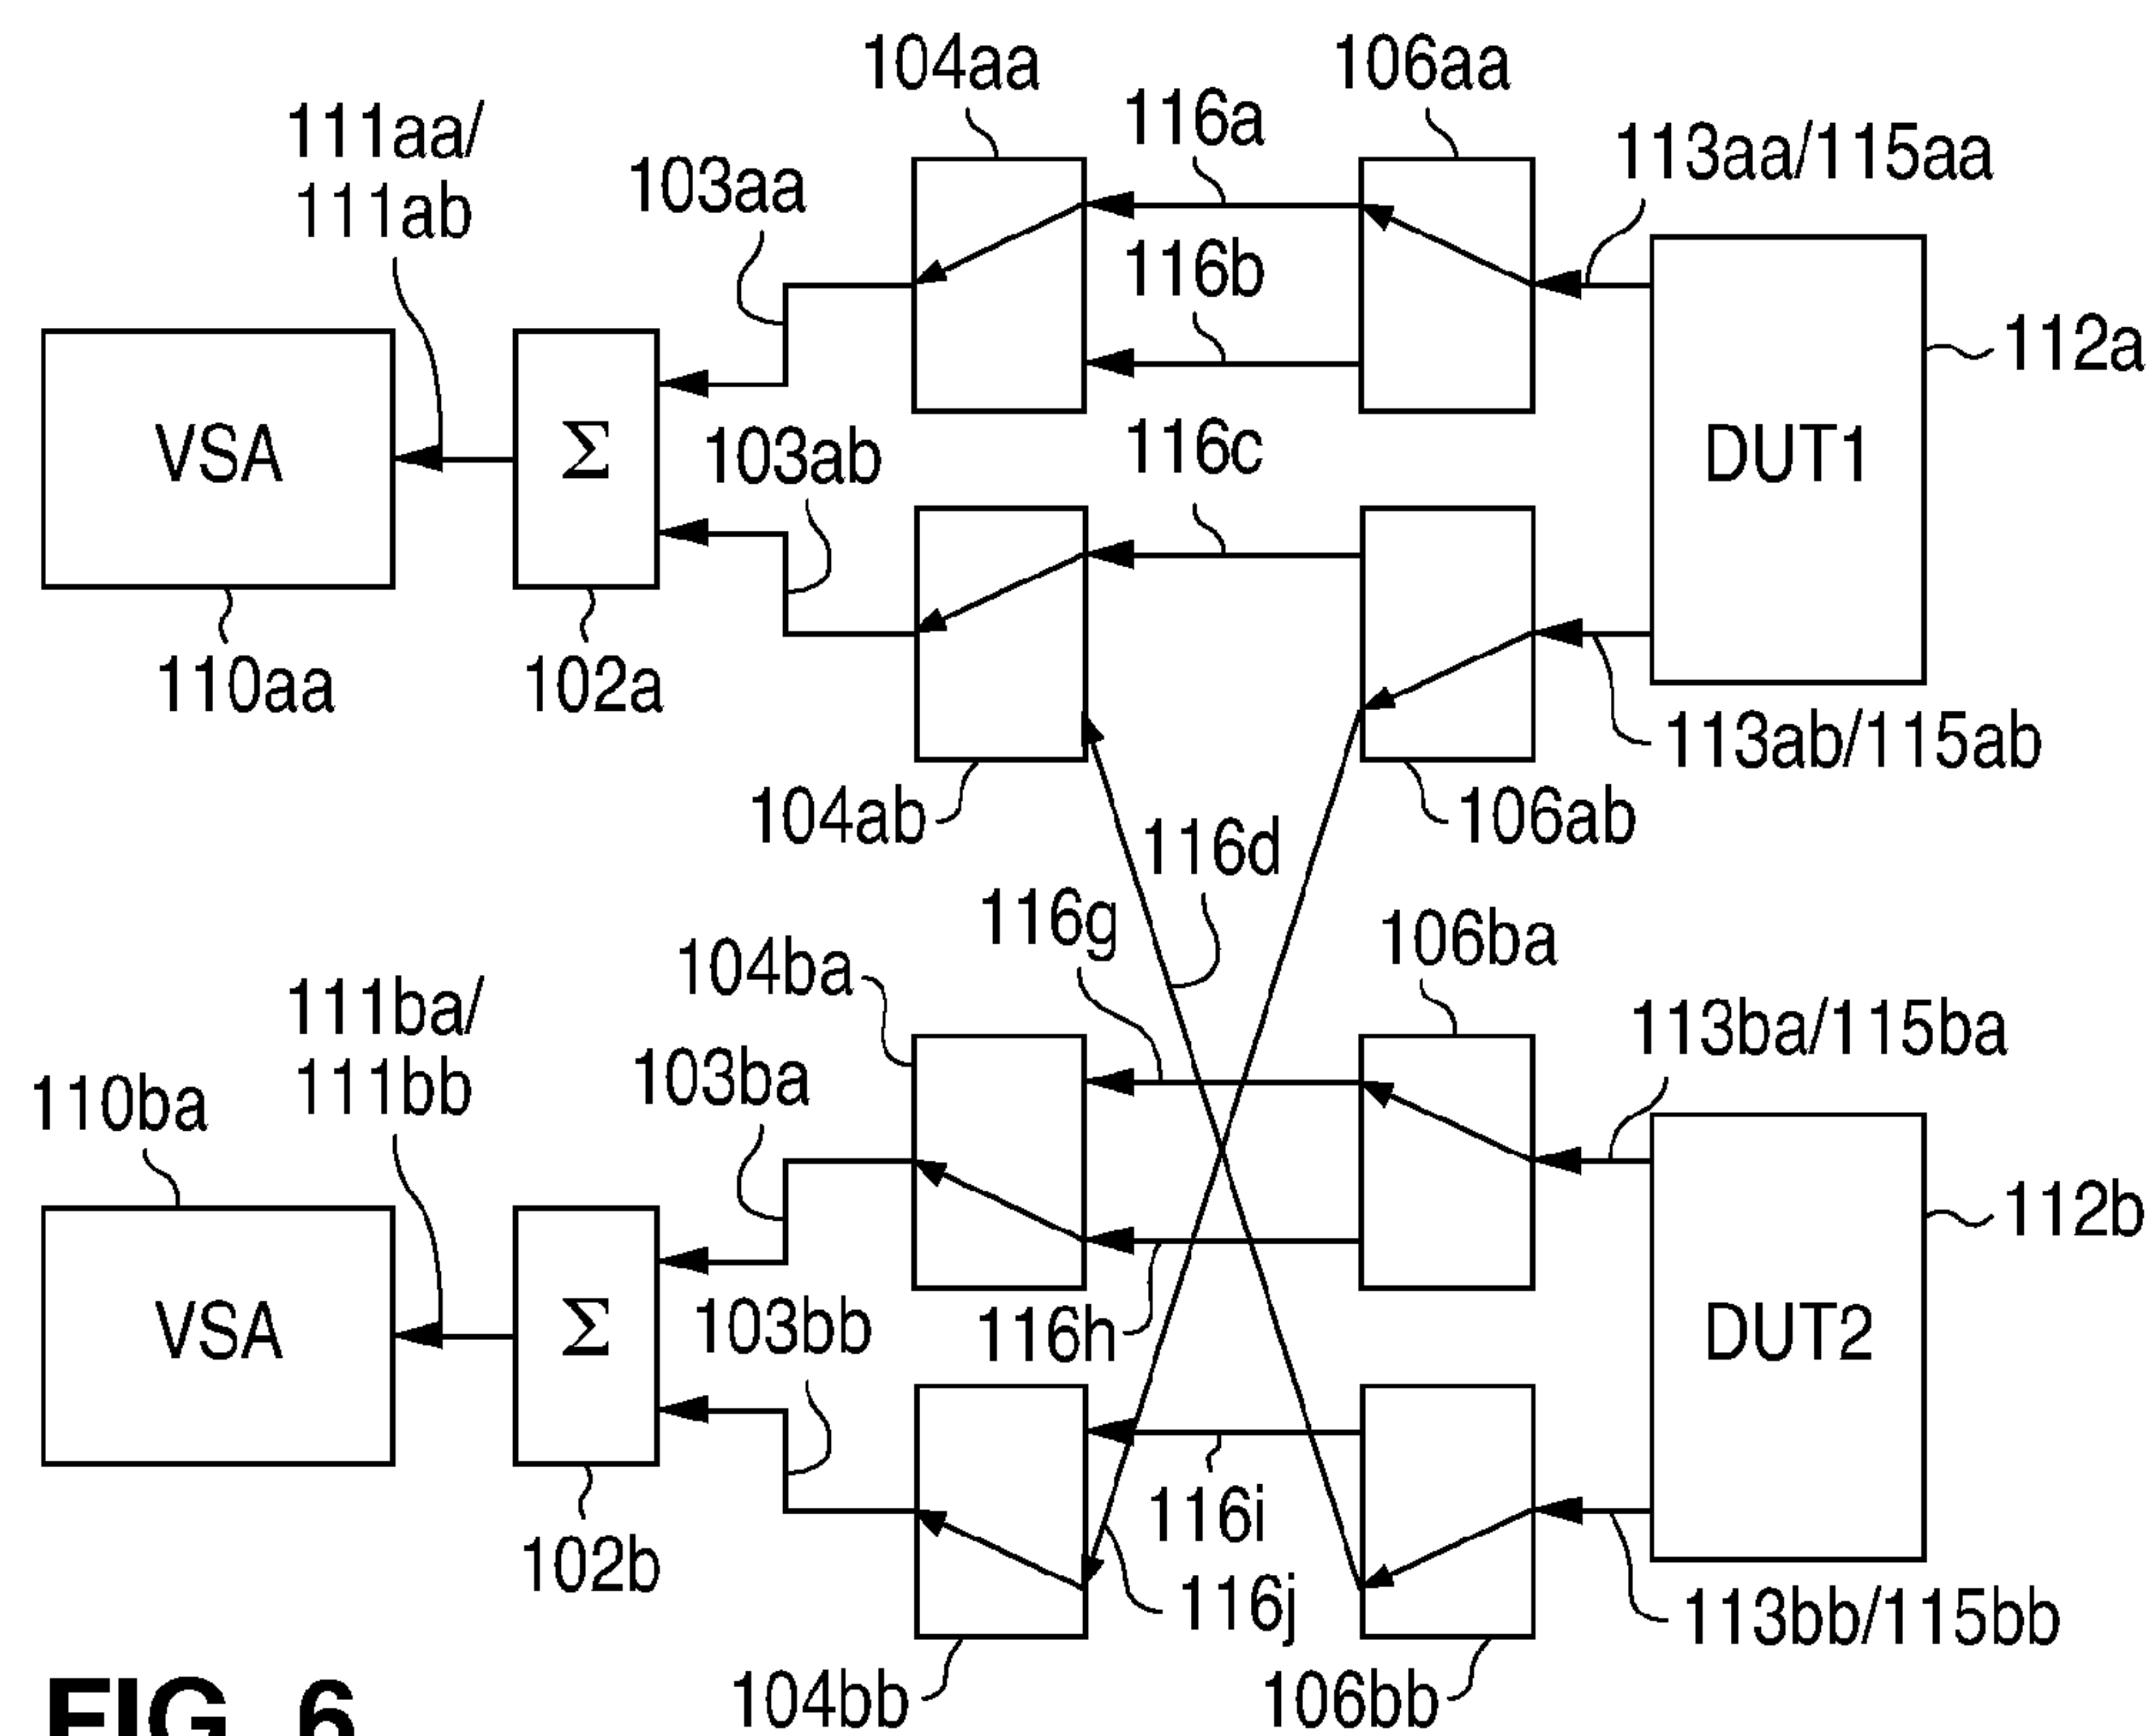 104aa
106aa
116a
111aa/
111ab
113aa/115aa
103aa
116b
112a
VSA
Σ
103ab
116c
DUT1
110aa
102a
113ab/115ab
104ab
106ab
116d
116g
106ba
104ba
111ba/
111bb
113ba/115ba
103ba
110ba
112b
VSA
Σ
103bb
116h
DUT2
116i
102b
116j
113bb/115bb
104bb
106bb
FIG. 6